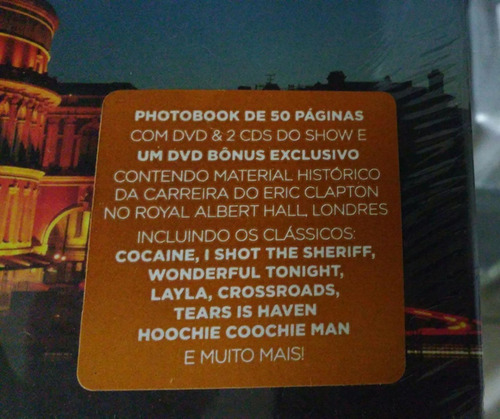 PHOTOBOOK DE 50 PÁGINAS
COM DVD & 2 CDS DO SHOW E
UM DVD BÔNUS EXCLUSIVO
CONTENDO MATERIAL HISTÓRICO
DA CARREIRA DO ERIC CLAPTON
NO ROYAL ALBERT HALL, LONDRES
INCLUINDO OS CLÁSSICOS:
COCAINE, I SHOT THE SHERIFF,
WONDERFUL TONIGHT,
LAYLA, CROSSROADS,
TEARS IS HAVEN
HOOCHIE COOCHIE MAN
E MUITO MAIS!